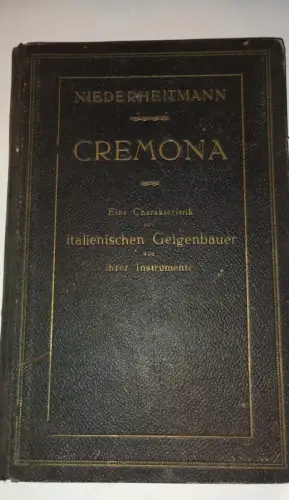 NIEDERHEITMANN
CREMONA
Eine Charakteristik
der
italienischen Geigenbauer
und
ihrer Instrumente